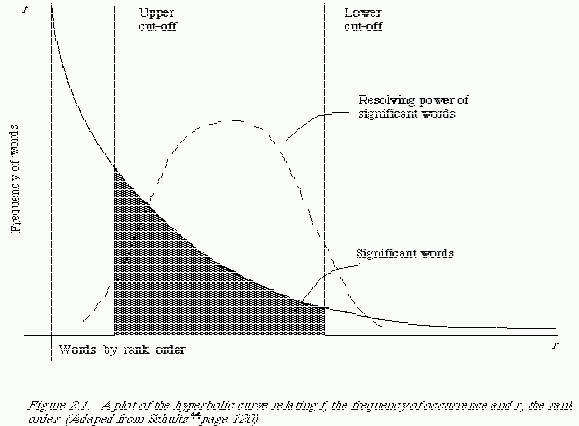 f
Upper
cut-off
Lower
cut-off
Resolving power of
significant words
Frequency of words
Significant words
Words by rank order
r
Figure 2.1. A plot of the hyperbolic curve relating f, the frequency of occurrence and r, the rank
order (Adaped from Schultz 44 page 120)